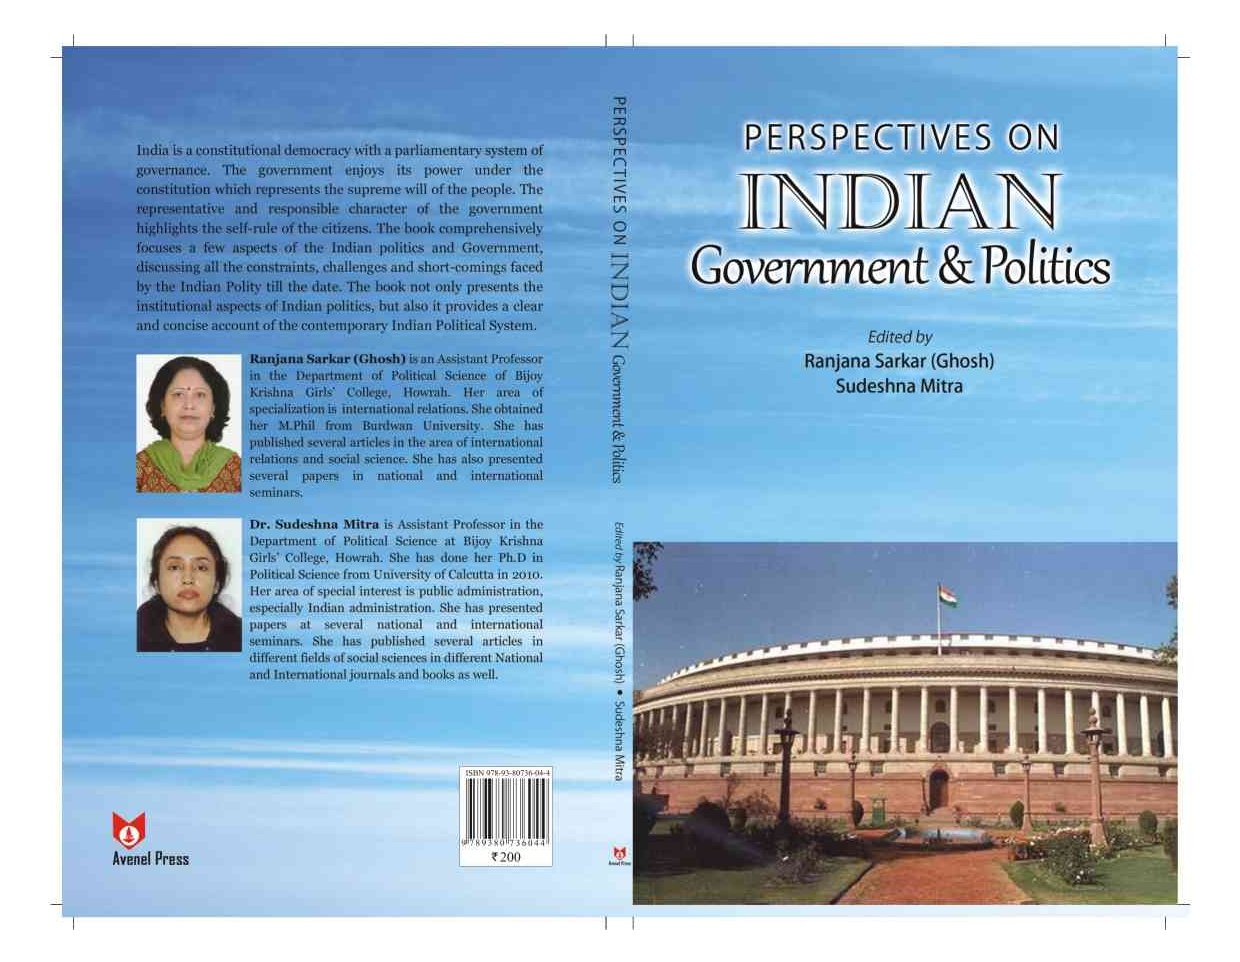 India is a constitutional democracy with a parliamentary system of
governance. The government enjoys its power under the
constitution which represents the supreme will of the people. The
representative and responsible character of the government
highlights the self-rule of the citizens. The book comprehensively
focuses a few aspects of the Indian politics and Government,
discussing all the constraints, challenges and short-comings faced
by the Indian Polity till the date. The book not only presents the
institutional aspects of Indian politics, but also it provides a clear
and concise account of the contemporary Indian Political System.
Ranjana Sarkar (Ghosh) is an Assistant Professor
in the Department of Political Science of Bijoy
Krishna Girls' College, Howrah. Her area of
specialization is international relations. She obtained
her M.Phil from Burdwan University. She has
published several articles in the area of international
relations and social science. She has also presented
several papers in national and international
seminars.
Dr. Sudeshna Mitra is Assistant Professor in the
Department of Political Science at Bijoy Krishna
Girls' College, Howrah. She has done her Ph.D in
Political Science from University of Calcutta in 2010.
Her area of special interest is public administration,
especially Indian administration. She has presented
papers at several national and international
seminars. She has published several articles in
different fields of social sciences in different National
and International journals and books as well.
Avenel Press
ISBN 978-93-80736-04-4
9 789380 736044
₹ 200
PERSPECTIVES ON INDIAN Government & Politics
Edited by Ranjana Sarkar (Ghosh) • Sudeshna Mitra
Avenel Press
PERSPECTIVES ON
INDIAN
Government & Politics
Edited by
Ranjana Sarkar (Ghosh)
Sudeshna Mitra